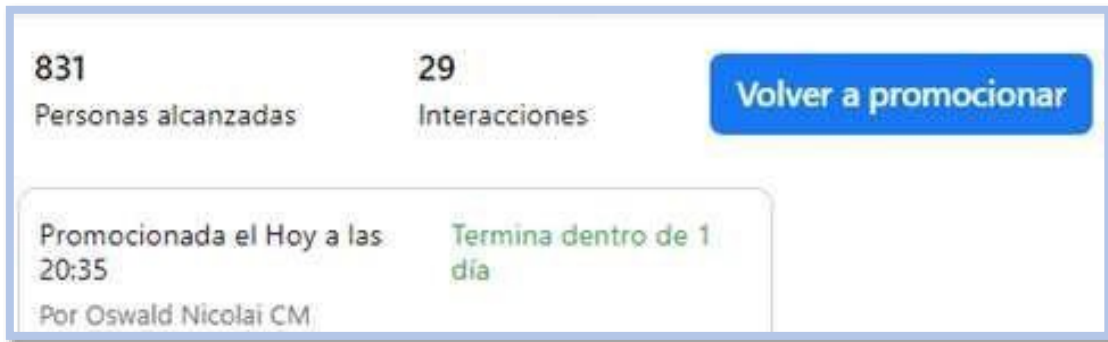 831
29
Volver a promocionar
Personas alcanzadas
Interacciones
Promocionada el Hoy a las
20:35
Termina dentro de 1
día
Por Oswald Nicolai CM